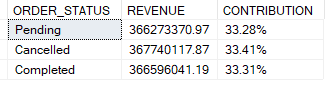 ORDER_STATUS REVENUE CONTRIBUTION
Pending 366273370.97 33.28%
Cancelled 367740117.87 33.41%
Completed 366596041.19 33.31%